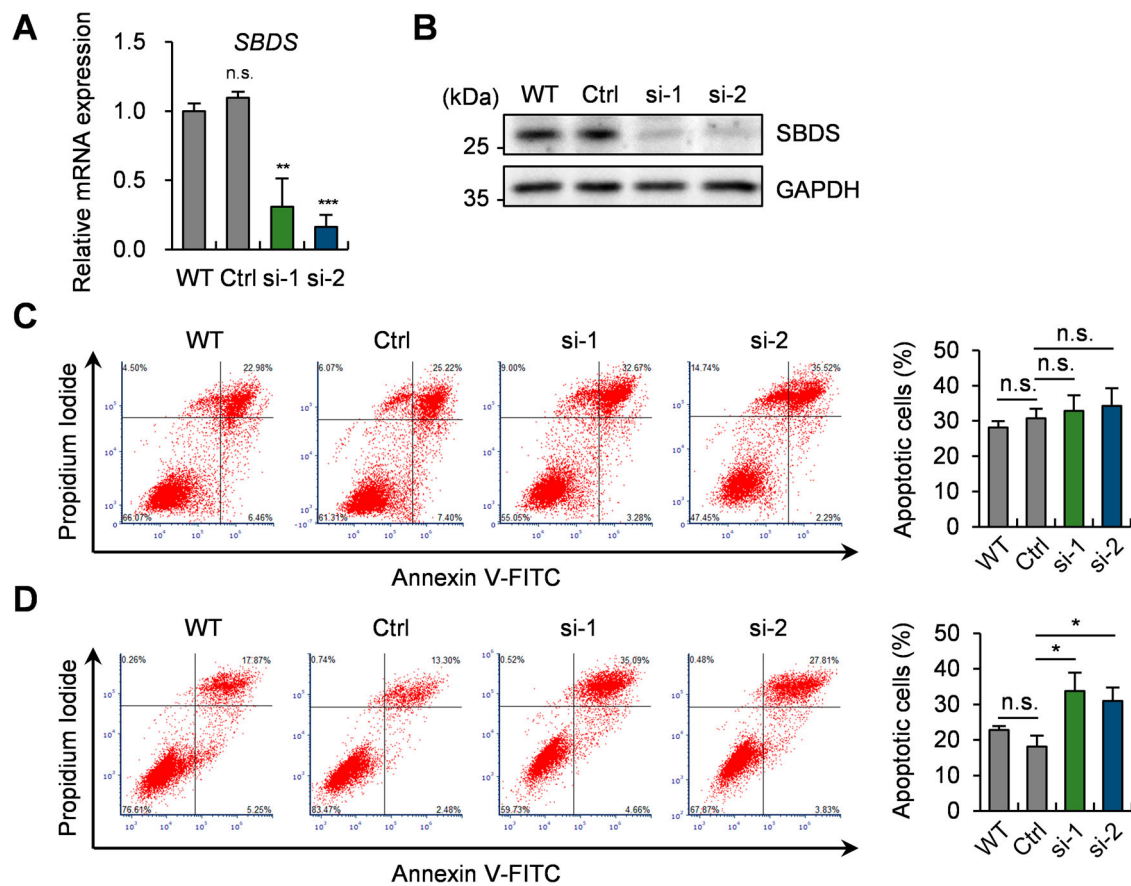 A
Relative mRNA expression
SBDS
1.5
1.0
0.5
0.0
n.s.
**
***
WT Ctrl si-1 si-2
B
(kDa) WT Ctrl si-1 si-2
25 SBDS
35 GAPDH
C
WT Ctrl si-1 si-2
Propidium Iodide
4.50% 22.98%
66.07% 6.46%
6.07% 25.22%
61.31% 7.40%
9.00% 32.67%
55.05% 3.28%
14.74% 35.52%
47.45% 2.29%
Annexin V-FITC
Apoptotic cells (%)
50
40
30
20
10
0
n.s.
n.s.
n.s.
WT Ctrl si-1 si-2
D
WT Ctrl si-1 si-2
Propidium Iodide
0.26% 17.87%
76.61% 5.25%
0.74% 13.30%
83.47% 2.48%
0.52% 35.09%
59.73% 4.66%
0.48% 27.81%
67.87% 3.83%
Annexin V-FITC
Apoptotic cells (%)
50
40
30
20
10
0
n.s.
*
*
WT Ctrl si-1 si-2